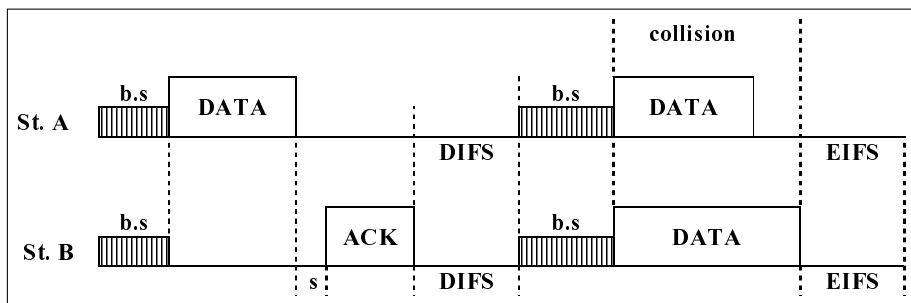 collision
b.s DATA b.s DATA
St. A
DIFS EIFS
b.s ACK b.s DATA
St. B
s DIFS EIFS